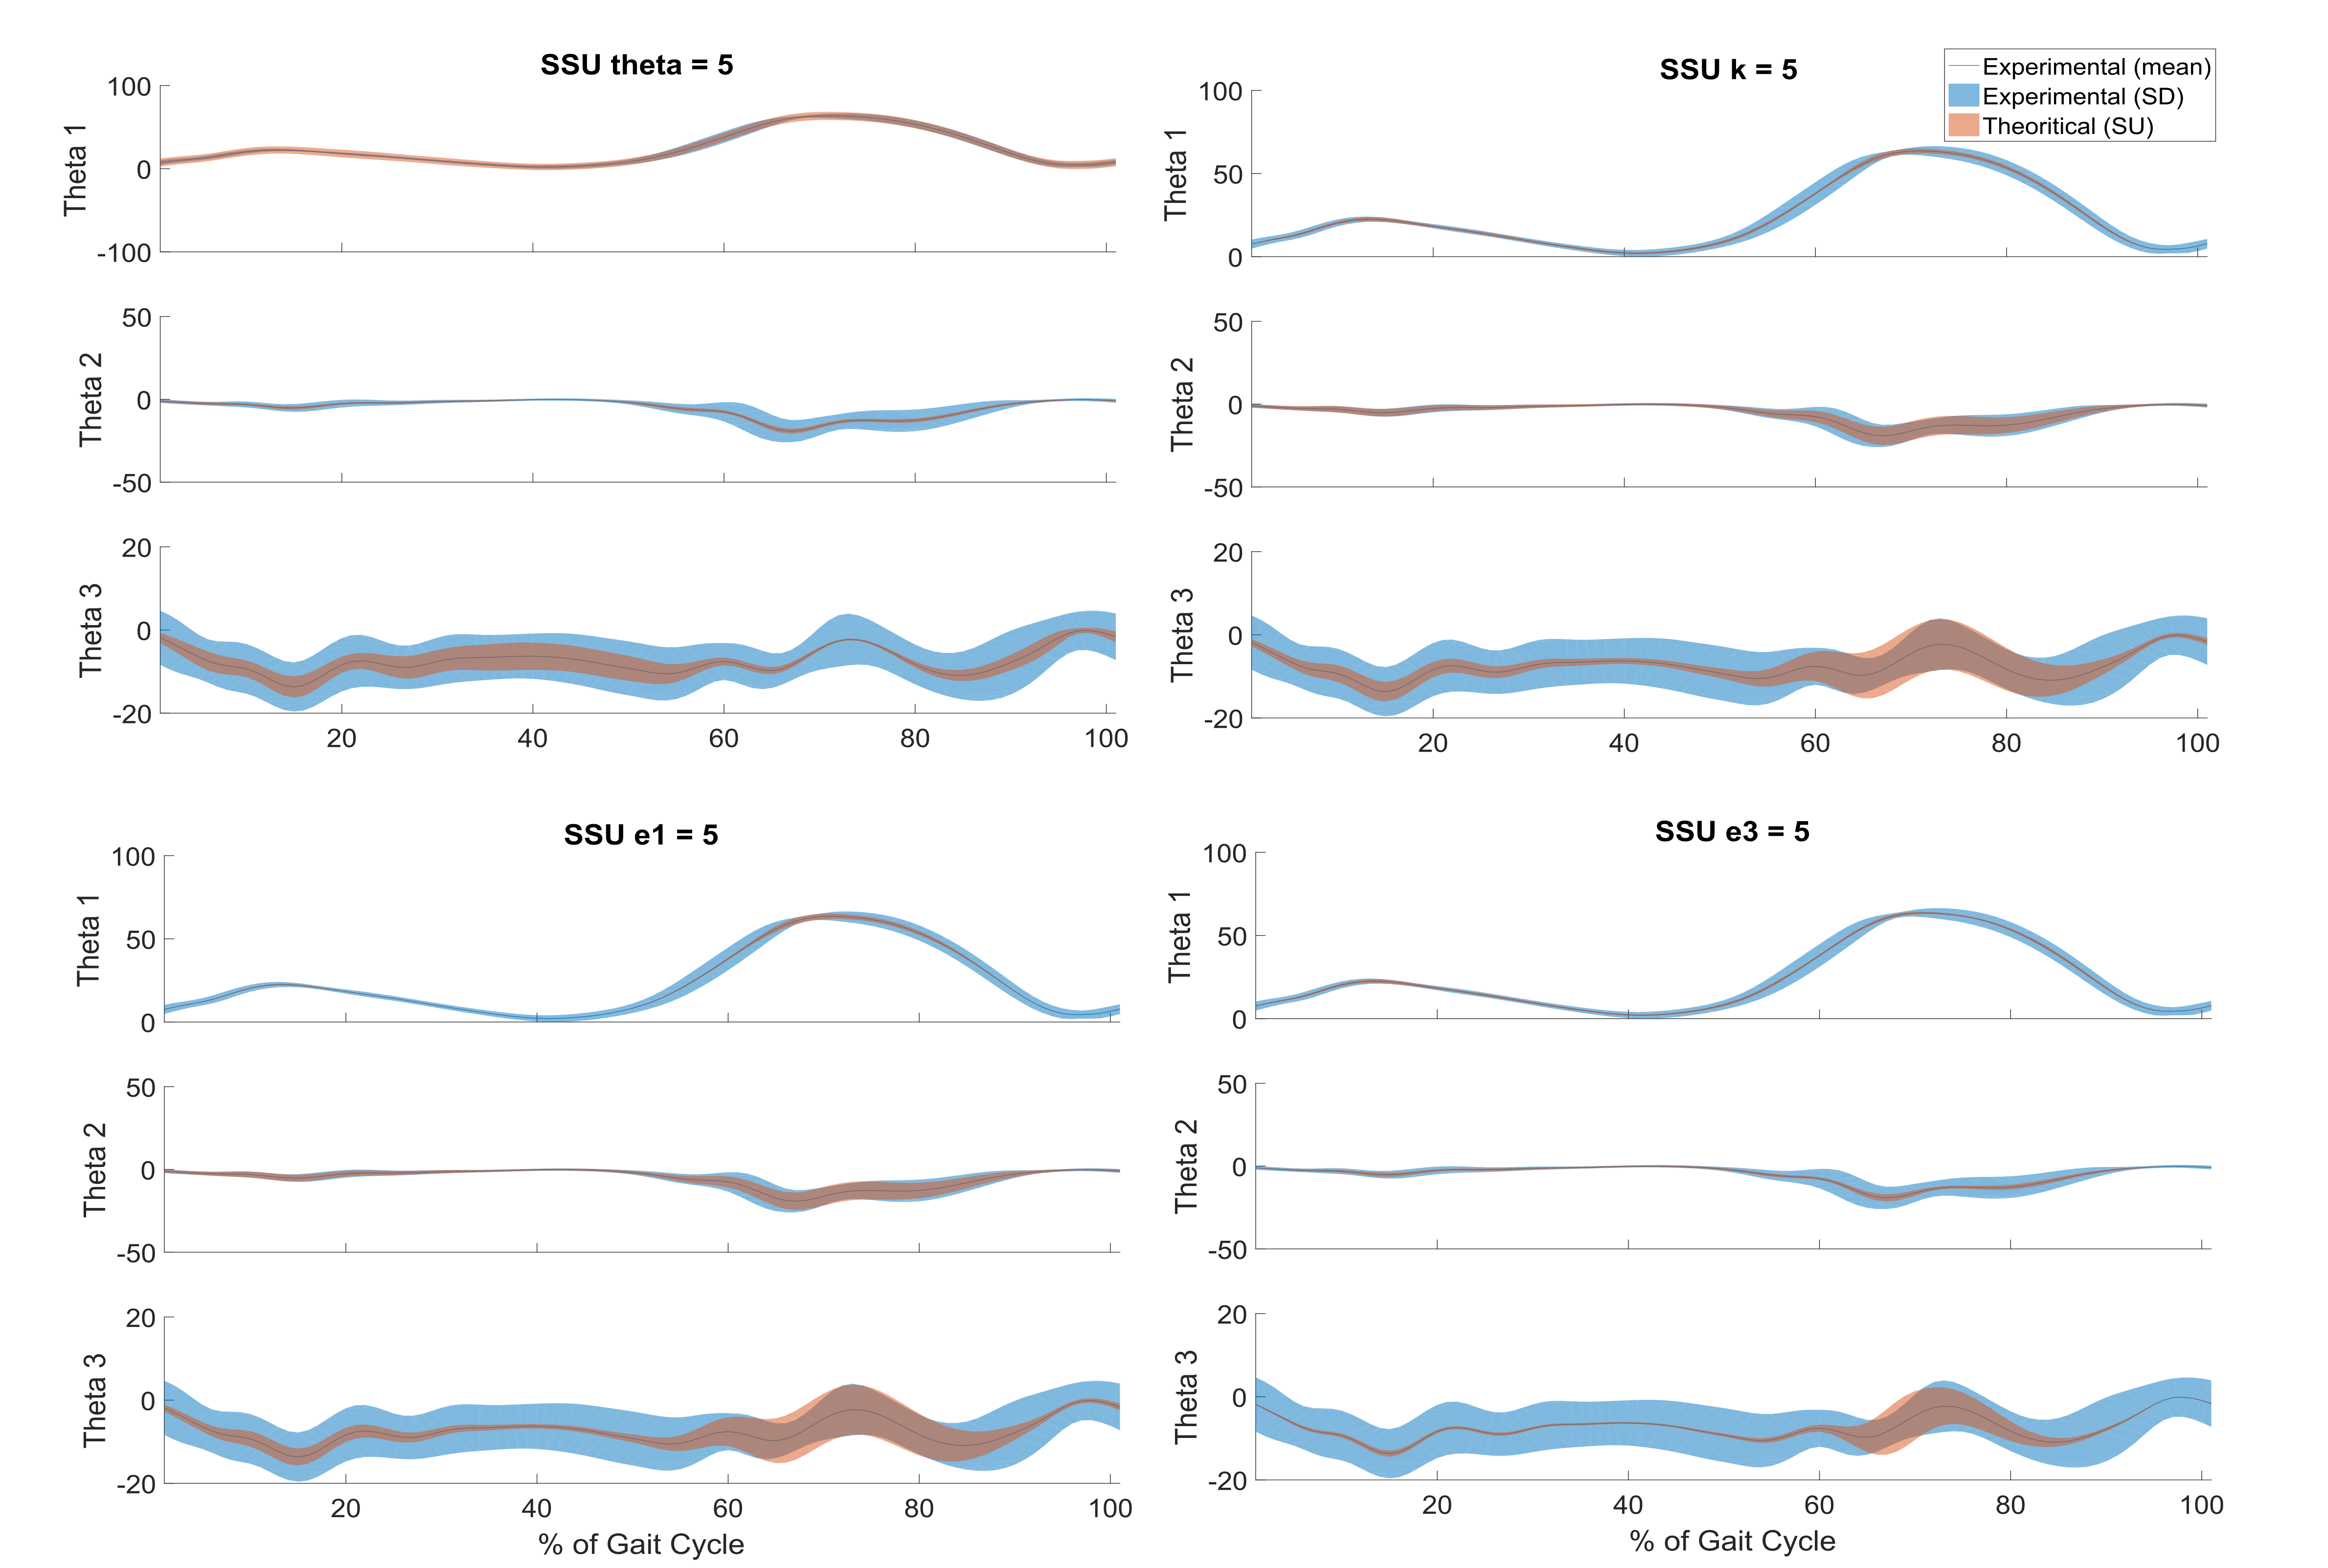 SSU theta = 5
100
0
-100
Theta 1
50
0
-50
Theta 2
20
0
-20
Theta 3
20 40 60 80 100
SSU k = 5
Experimental (mean)
Experimental (SD)
Theoritical (SU)
100
50
0
Theta 1
50
0
-50
Theta 2
20
0
-20
Theta 3
20 40 60 80 100
SSU e1 = 5
100
50
0
Theta 1
50
0
-50
Theta 2
20
0
-20
Theta 3
20 40 60 80 100
% of Gait Cycle
SSU e3 = 5
100
50
0
Theta 1
50
0
-50
Theta 2
20
0
-20
Theta 3
20 40 60 80 100
% of Gait Cycle